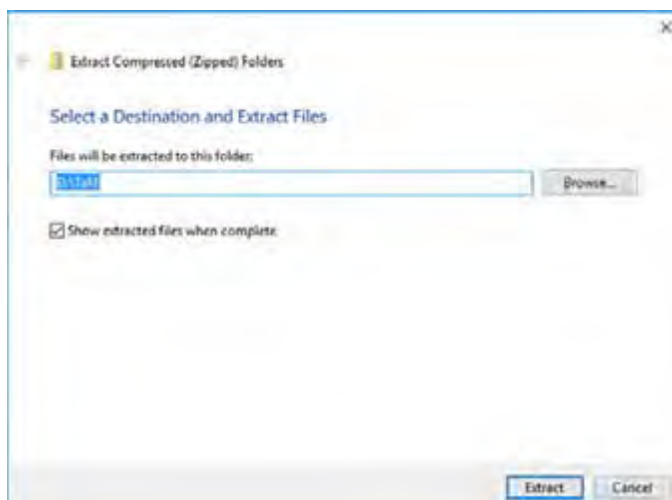 Extract Compressed (Zipped) Folders
Select a Destination and Extract Files
Files will be extracted to this folder:
Browse...
Show extracted files when complete
Extract Cancel